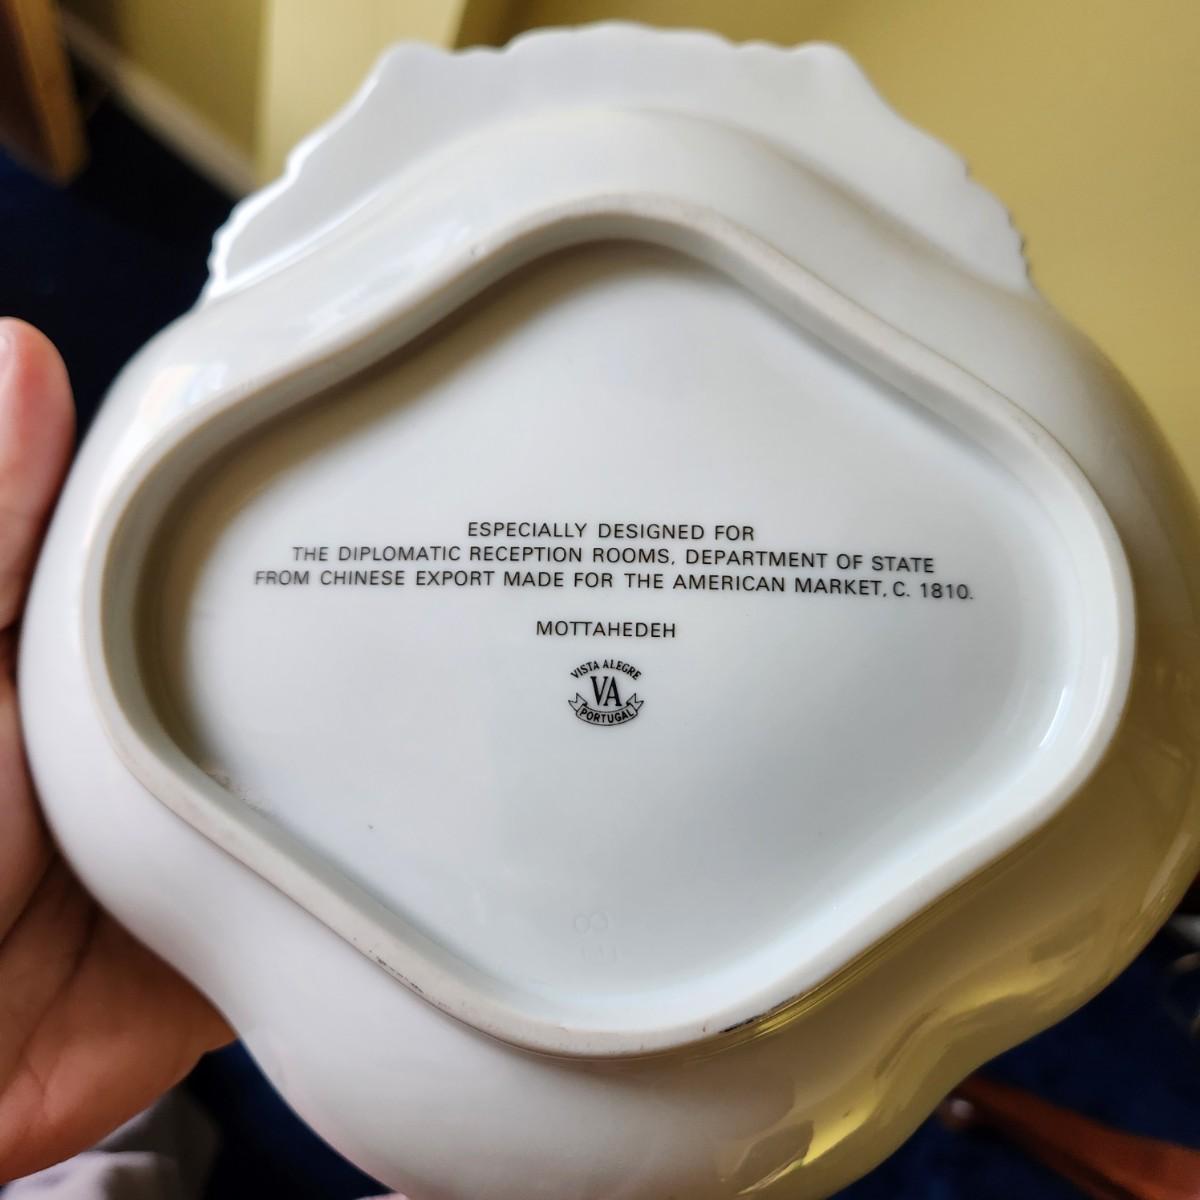 ESPECIALLY DESIGNED FOR
THE DIPLOMATIC RECEPTION ROOMS, DEPARTMENT OF STATE
FROM CHINESE EXPORT MADE FOR THE AMERICAN MARKET, C. 1810.
MOTTAHEDEH
VISTA ALEGRE
VA
PORTUGAL